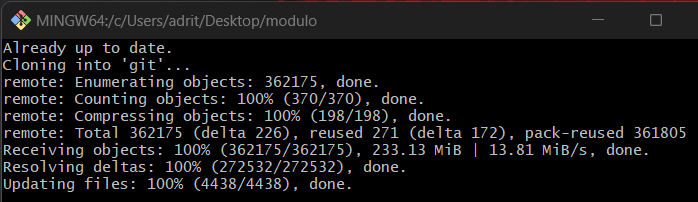 MINGW64:/c/Users/adrit/Desktop/modulo
Already up to date.
Cloning into 'git'...
remote: Enumerating objects: 362175, done.
remote: Counting objects: 100% (370/370), done.
remote: Compressing objects: 100% (198/198), done.
remote: Total 362175 (delta 226), reused 271 (delta 172), pack-reused 361805
Receiving objects: 100% (362175/362175), 233.13 MiB | 13.81 MiB/s, done.
Resolving deltas: 100% (272532/272532), done.
Updating files: 100% (4438/4438), done.